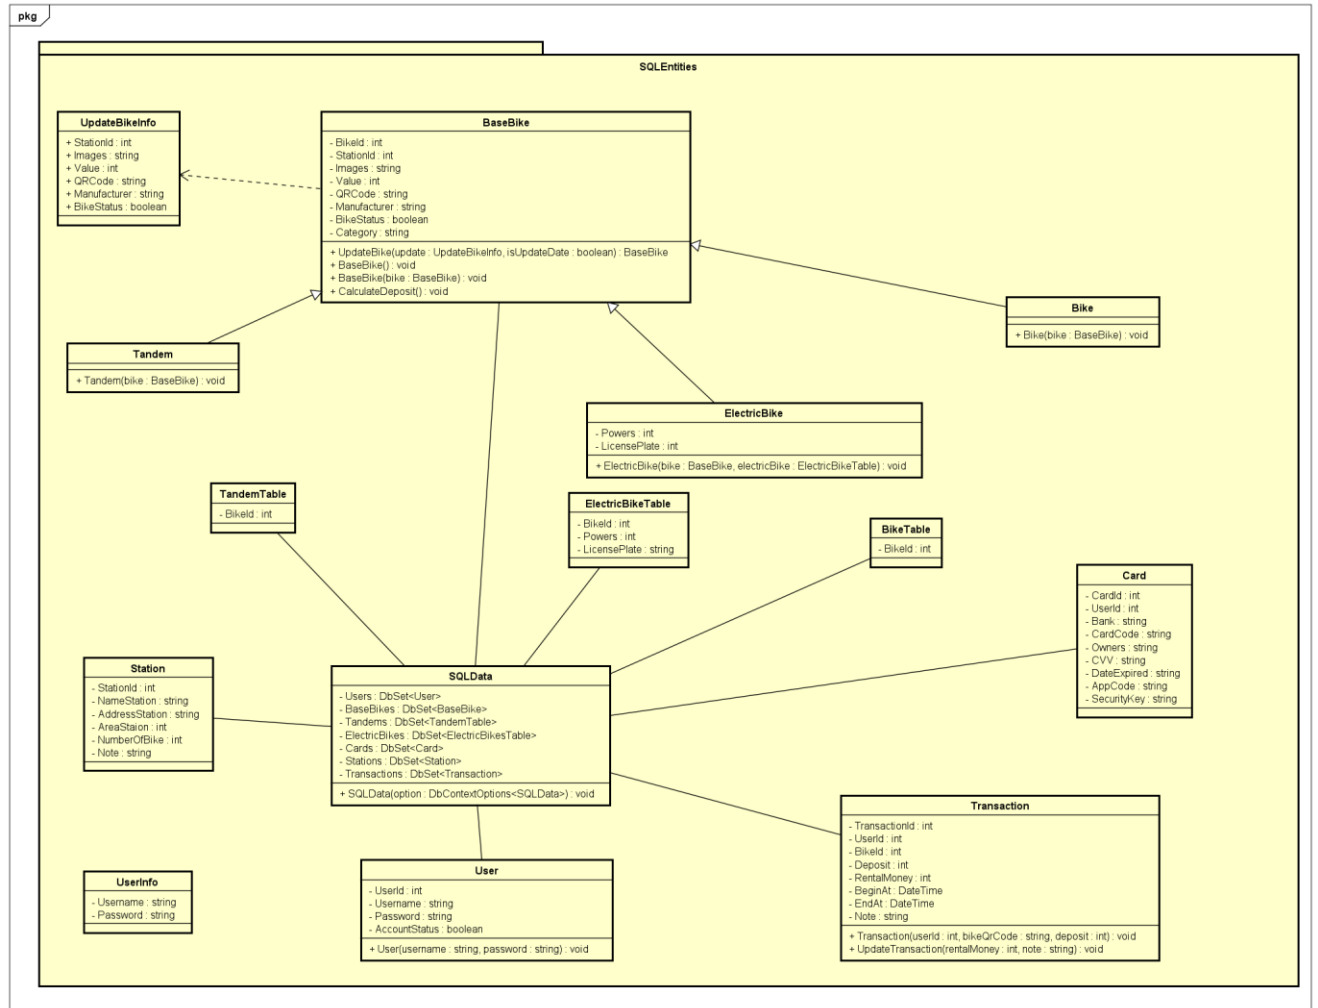 pkg
SQLEntities
UpdateBikeInfo
+ StationId : int
+ Images : string
+ Value : int
+ QRCode : string
+ Manufacturer : string
+ BikeStatus : boolean
BaseBike
- BikeId : int
- StationId : int
- Images : string
- Value : int
- QRCode : string
- Manufacturer : string
- BikeStatus : boolean
- Category : string
+ UpdateBike(update : UpdateBikeInfo, isUpdateDate : boolean) : BaseBike
+ BaseBike() : void
+ BaseBike(bike : BaseBike) : void
+ CalculateDeposit() : void
Bike
+ Bike(bike : BaseBike) : void
Tandem
+ Tandem(bike : BaseBike) : void
ElectricBike
- Powers : int
- LicensePlate : int
+ ElectricBike(bike : BaseBike, electricBike : ElectricBikeTable) : void
TandemTable
- BikeId : int
ElectricBikeTable
- BikeId : int
- Powers : int
- LicensePlate : string
BikeTable
- BikeId : int
Card
- CardId : int
- UserId : int
- Bank : string
- CardCode : string
- Owners : string
- CVV : string
- DateExpired : string
- AppCode : string
- SecurityKey : string
Station
- StationId : int
- NameStation : string
- AddressStation : string
- AreaStaion : int
- NumberOfBike : int
- Note : string
SQLData
- Users : DbSet<User>
- BaseBikes : DbSet<BaseBike>
- Tandems : DbSet<TandemTable>
- ElectricBikes : DbSet<ElectricBikesTable>
- Cards : DbSet<Card>
- Stations : DbSet<Station>
- Transactions : DbSet<Transaction>
+ SQLData(option : DbContextOptions<SQLData>) : void
Transaction
- TransactionId : int
- UserId : int
- BikeId : int
- Deposit : int
- RentalMoney : int
- BeginAt : DateTime
- EndAt : DateTime
- Note : string
+ Transaction(userId : int, bikeQrCode : string, deposit : int) : void
+ UpdateTransaction(rentalMoney : int, note : string) : void
UserInfo
- Username : string
- Password : string
User
- UserId : int
- Username : string
- Password : string
- AccountStatus : boolean
+ User(username : string, password : string) : void